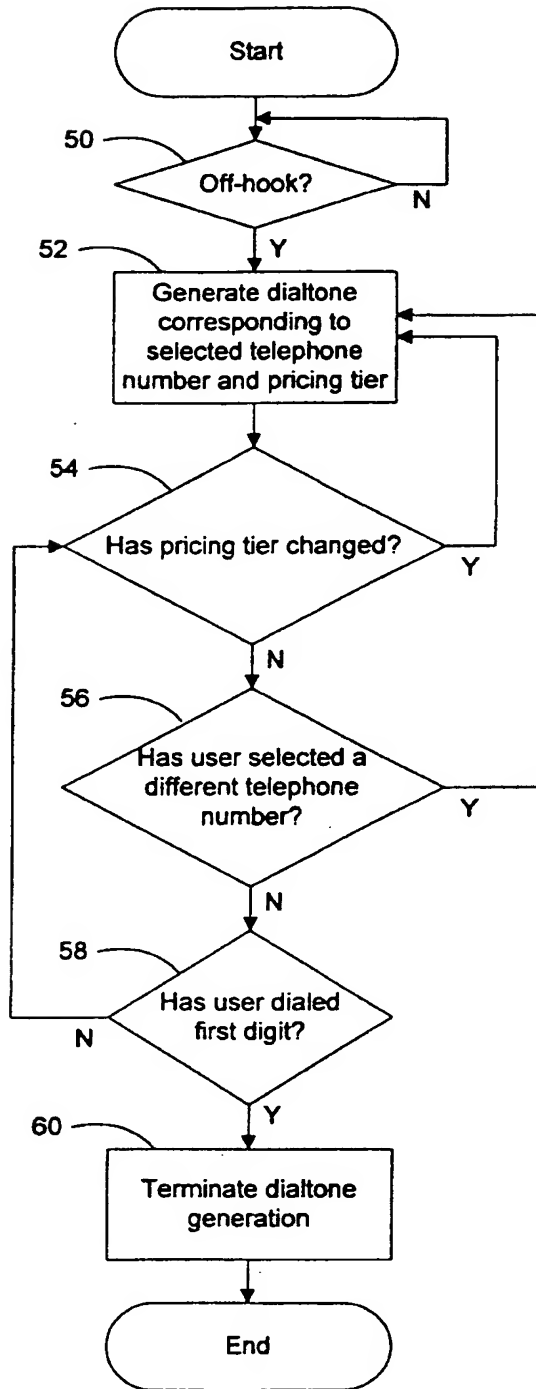 Start
50
Off-hook?
N
Y
52
Generate dialtone
corresponding to
selected telephone
number and pricing tier
54
Has pricing tier changed?
Y
N
56
Has user selected a
different telephone
number?
Y
N
58
Has user dialed
first digit?
N
Y
60
Terminate dialtone
generation
End